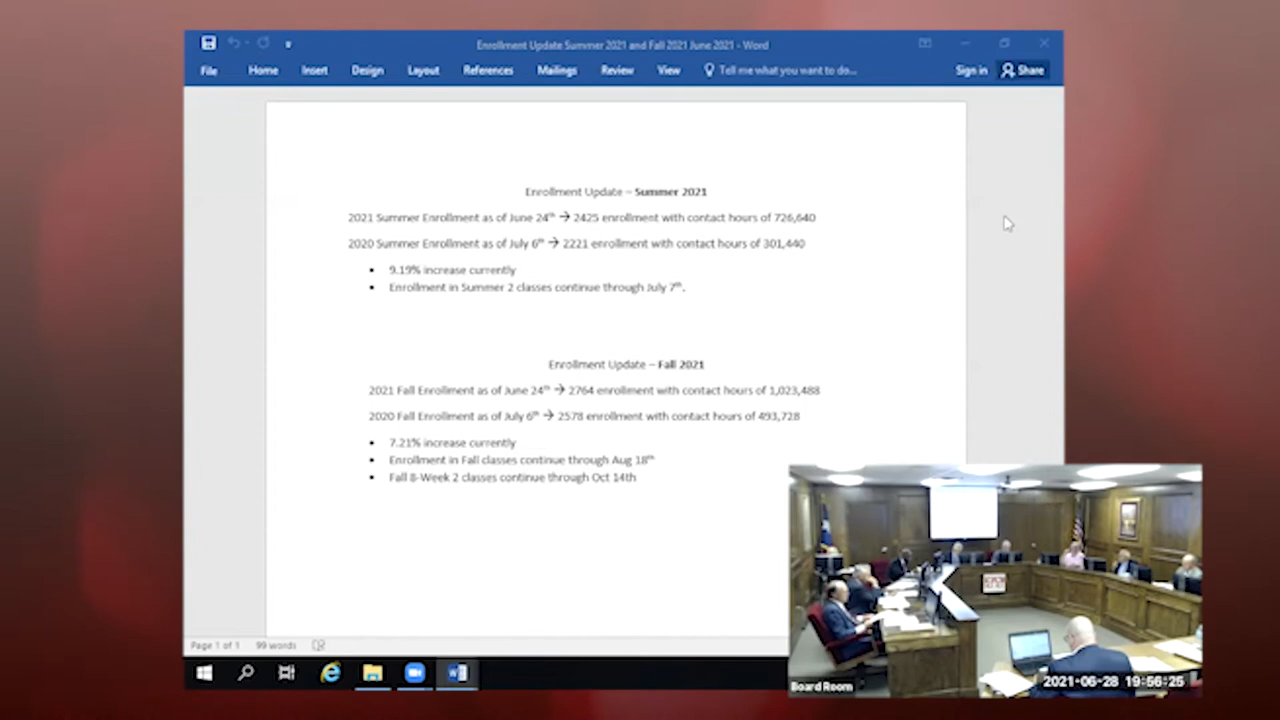 Enrollment Update Summer 2021 and Fall 2021 June 2021 - Word
File Home Insert Design Layout References Mailings Review View Tell me what you want to do... Sign in Share
Enrollment Update – Summer 2021
2021 Summer Enrollment as of June 24th → 2425 enrollment with contact hours of 726,640
2020 Summer Enrollment as of July 6th → 2221 enrollment with contact hours of 301,440
• 9.19% increase currently
• Enrollment in Summer 2 classes continue through July 7th.
Enrollment Update – Fall 2021
2021 Fall Enrollment as of June 24th → 2764 enrollment with contact hours of 1,023,488
2020 Fall Enrollment as of July 6th → 2578 enrollment with contact hours of 493,728
• 7.21% increase currently
• Enrollment in Fall classes continue through Aug 18th
• Fall 8-Week 2 classes continue through Oct 14th
Page 1 of 1 99 words
Board Room
2021-06-28 19:56:25